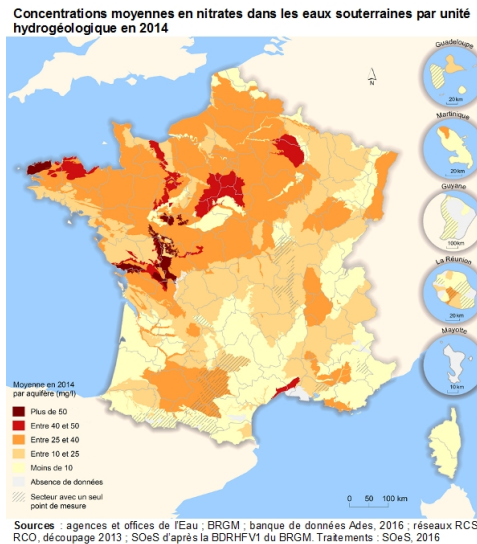 Concentrations moyennes en nitrates dans les eaux souterraines par unité
hydrogéologique en 2014
N
Guadeloupe
20 km
Martinique
20 km
Guyane
100 km
La Réunion
20 km
Mayotte
10 km
Moyenne en 2014
par aquifère (mg/l)
Plus de 50
Entre 40 et 50
Entre 25 et 40
Entre 10 et 25
Moins de 10
Absence de données
Secteur avec un seul
point de mesure
0 50 100 km
Sources : agences et offices de l'Eau ; BRGM ; banque de données Ades, 2016 ; réseaux RCS
RCO, découpage 2013 ; SOeS d'après la BDRHFV1 du BRGM. Traitements : SOeS, 2016